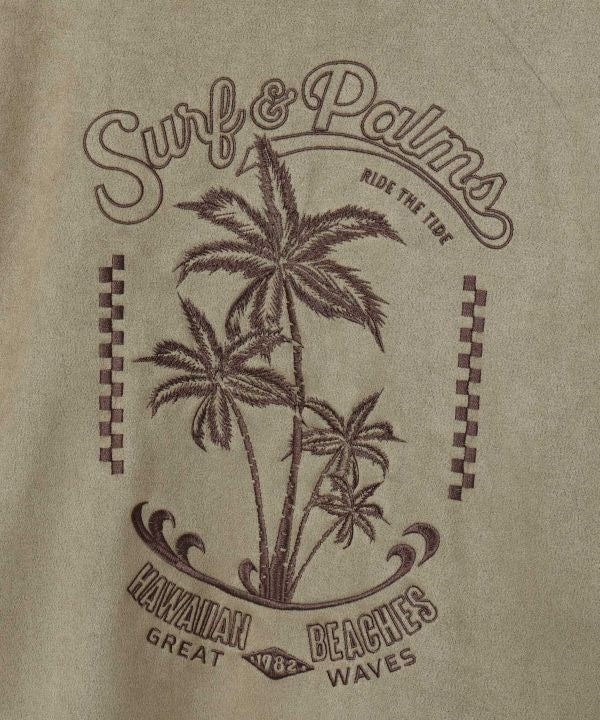 Surf & Palms
RIDE THE TIDE
HAWAIIAN BEACHES
GREAT 1982 WAVES